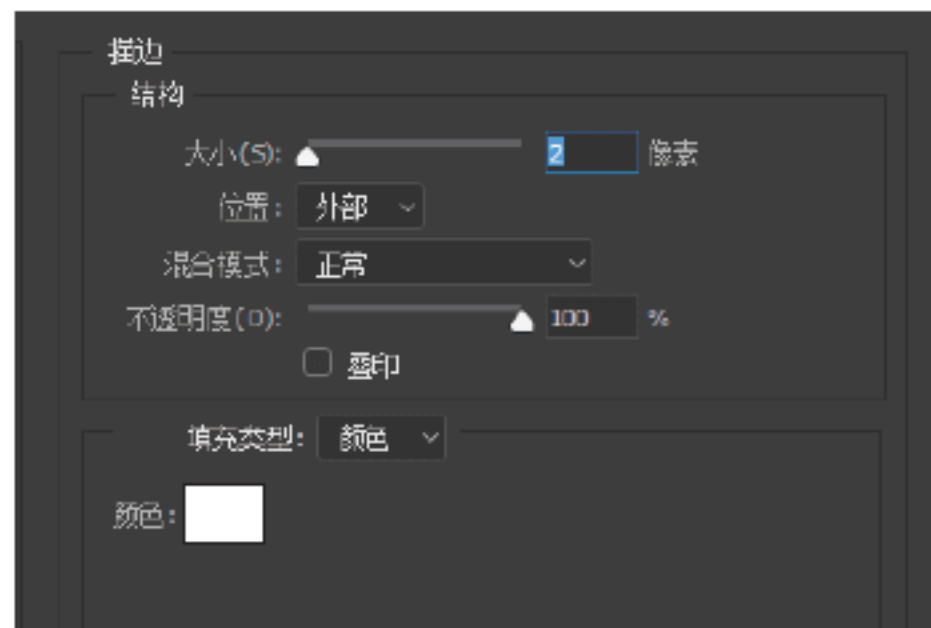 描边
结构
大小(S): 2 像素
位置: 外部
混合模式: 正常
不透明度(O): 100 %
叠印
填充类型: 颜色
颜色: